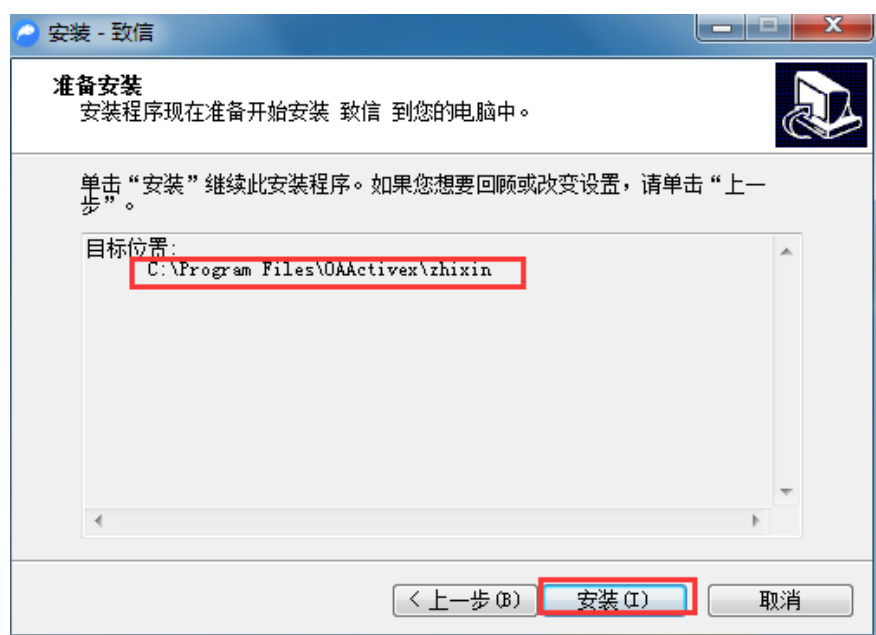 安装 - 致信
准备安装
安装程序现在准备开始安装 致信 到您的电脑中。
单击“安装”继续此安装程序。如果您想要回顾或改变设置，请单击“上一
步”。
目标位置:
C:\Program Files\OAActivex\zhixin
< 上一步(B) 安装(I) 取消